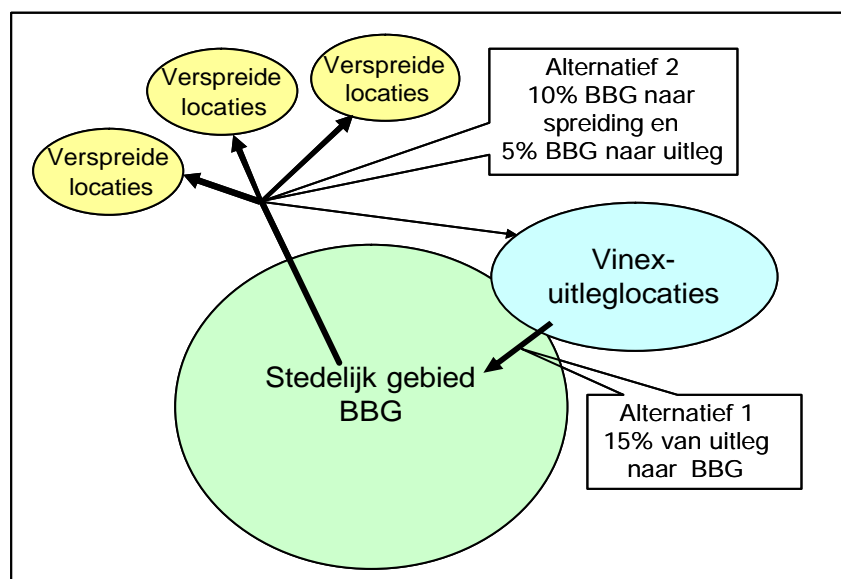 Verspreide
locaties
Verspreide
locaties
Verspreide
locaties
Alternatief 2
10% BBG naar
spreiding en
5% BBG naar uitleg
Vinex-
uitleglocaties
Stedelijk gebied
BBG
Alternatief 1
15% van uitleg
naar BBG